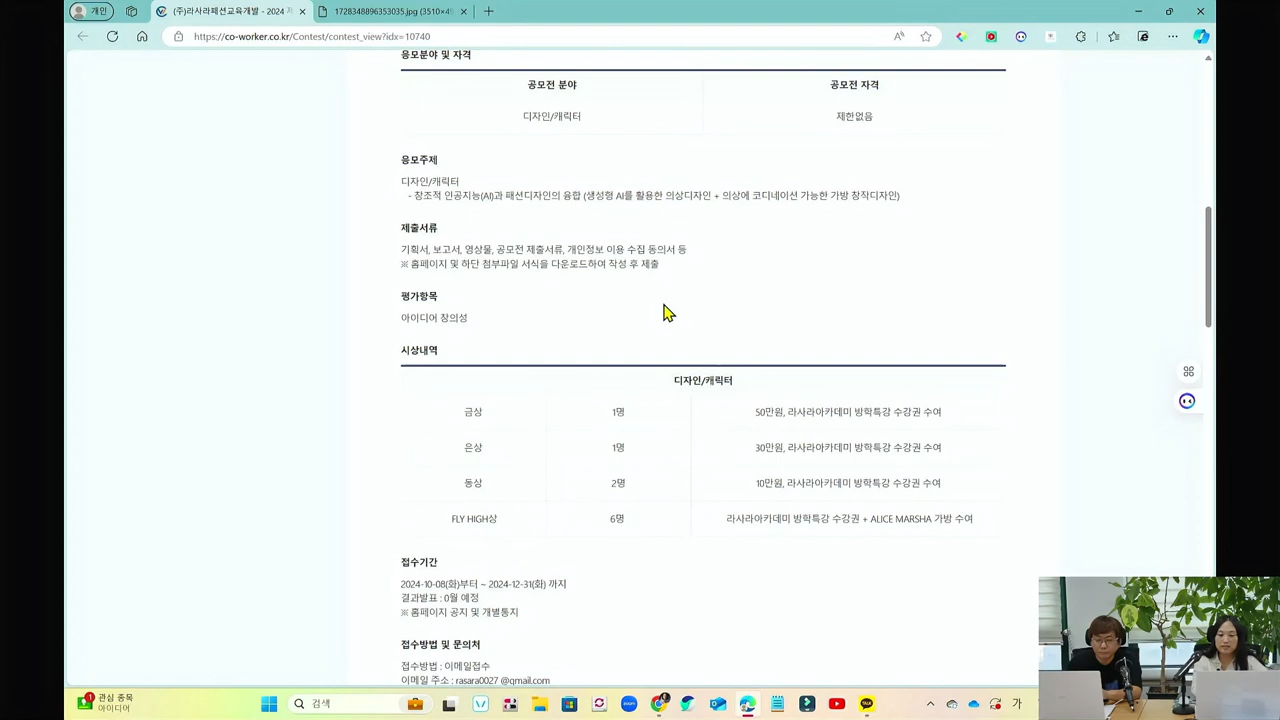 개인
(주)라사라패션교육개발 - 2024 ㅈ
1728348896353035.jpg (3510×49
https://co-worker.co.kr/Contest/contest_view?idx=10740
응모분야 및 자격
공모전 분야
공모전 자격
디자인/캐릭터
제한없음
응모주제
디자인/캐릭터
- 창조적 인공지능(AI)과 패션디자인의 융합 (생성형 AI를 활용한 의상디자인 + 의상에 코디네이션 가능한 가방 창작디자인)
제출서류
기획서, 보고서, 영상물, 공모전 제출서류, 개인정보 이용 수집 동의서 등
※ 홈페이지 및 하단 첨부파일 서식을 다운로드하여 작성 후 제출
평가항목
아이디어 창의성
시상내역
디자인/캐릭터
금상 1명 50만원, 라사라아카데미 방학특강 수강권 수여
은상 1명 30만원, 라사라아카데미 방학특강 수강권 수여
동상 2명 10만원, 라사라아카데미 방학특강 수강권 수여
FLY HIGH상 6명 라사라아카데미 방학특강 수강권 + ALICE MARSHA 가방 수여
접수기간
2024-10-08(화)부터 ~ 2024-12-31(화) 까지
결과발표 : 0월 예정
※ 홈페이지 공지 및 개별통지
접수방법 및 문의처
접수방법 : 이메일접수
이메일 주소 : rasara0027 @gmail.com
1
관심 종목
아이디어
검색
zoom
TALK
가